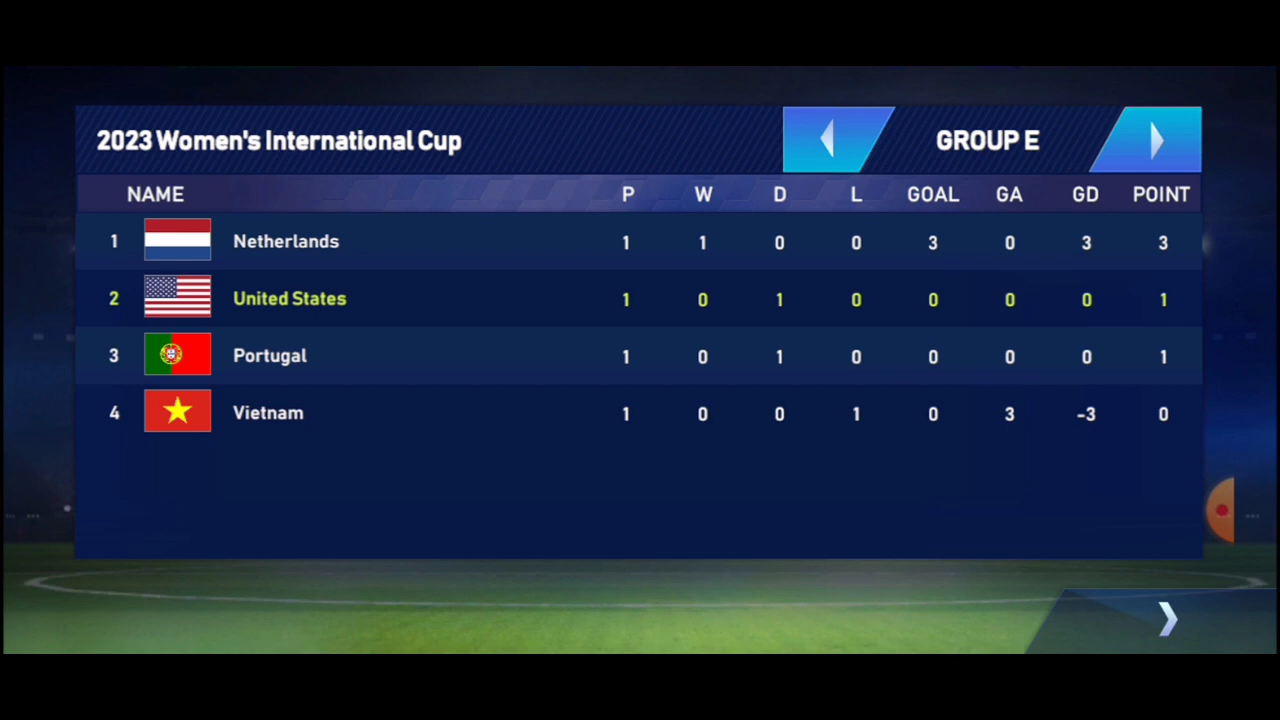 2023 Women's International Cup GROUP E
NAME P W D L GOAL GA GD POINT
1 Netherlands 1 1 0 0 3 0 3 3
2 United States 1 0 1 0 0 0 0 1
3 Portugal 1 0 1 0 0 0 0 1
4 Vietnam 1 0 0 1 0 3 -3 0